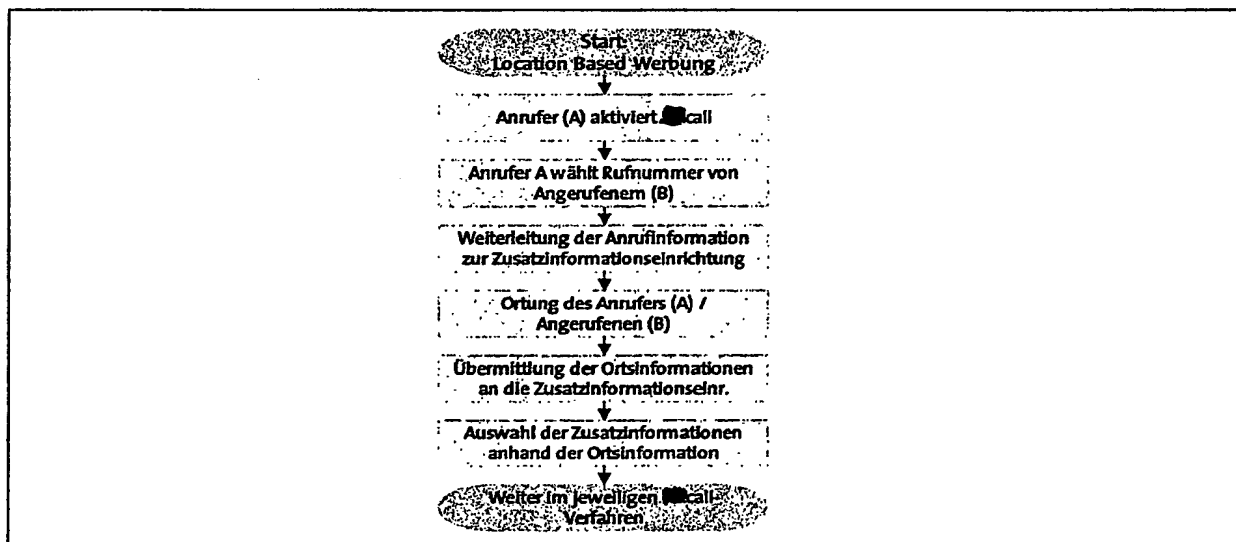 Start:
Location Based Werbung
Anrufer (A) aktiviert call
Anrufer A wählt Rufnummer von
Angerufenem (B)
Weiterleitung der Anrufinformation
zur Zusatzinformationseinrichtung
Ortung des Anrufers (A) /
Angerufenen (B)
Übermittlung der Ortsinformationen
an die Zusatzinformationseinr.
Auswahl der Zusatzinformationen
anhand der Ortsinformation
Weiter im jeweiligen call-
Verfahren